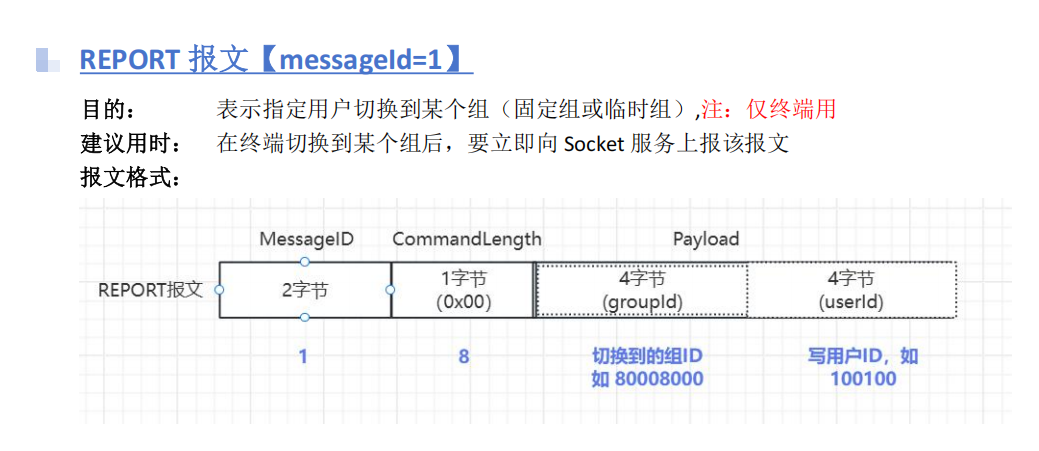 REPORT 报文【messageId=1】
目的： 表示指定用户切换到某个组（固定组或临时组）,注：仅终端用
建议用时： 在终端切换到某个组后，要立即向 Socket 服务上报该报文
报文格式：
MessageID CommandLength Payload
REPORT报文 2字节 1字节 4字节 4字节
(0x00) (groupId) (userId)
1 8 切换到的组ID 写用户ID，如
如 80008000 100100